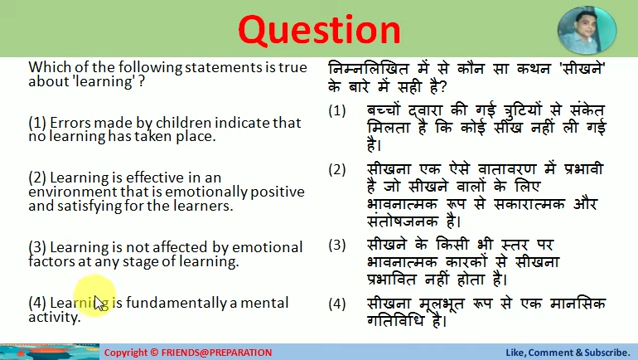 Question
Which of the following statements is true
about 'learning' ?
(1) Errors made by children indicate that
no learning has taken place.
(2) Learning is effective in an
environment that is emotionally positive
and satisfying for the learners.
(3) Learning is not affected by emotional
factors at any stage of learning.
(4) Learning is fundamentally a mental
activity.
निम्नलिखित में से कौन सा कथन 'सीखने'
के बारे में सही है?
(1) बच्चों द्वारा की गई त्रुटियों से संकेत
मिलता है कि कोई सीख नहीं ली गई
है।
(2) सीखना एक ऐसे वातावरण में प्रभावी
है जो सीखने वालों के लिए
भावनात्मक रूप से सकारात्मक और
संतोषजनक है।
(3) सीखने के किसी भी स्तर पर
भावनात्मक कारकों से सीखना
प्रभावित नहीं होता है।
(4) सीखना मूलभूत रूप से एक मानसिक
गतिविधि है।
Copyright © FRIENDS@PREPARATION
Like, Comment & Subscribe.